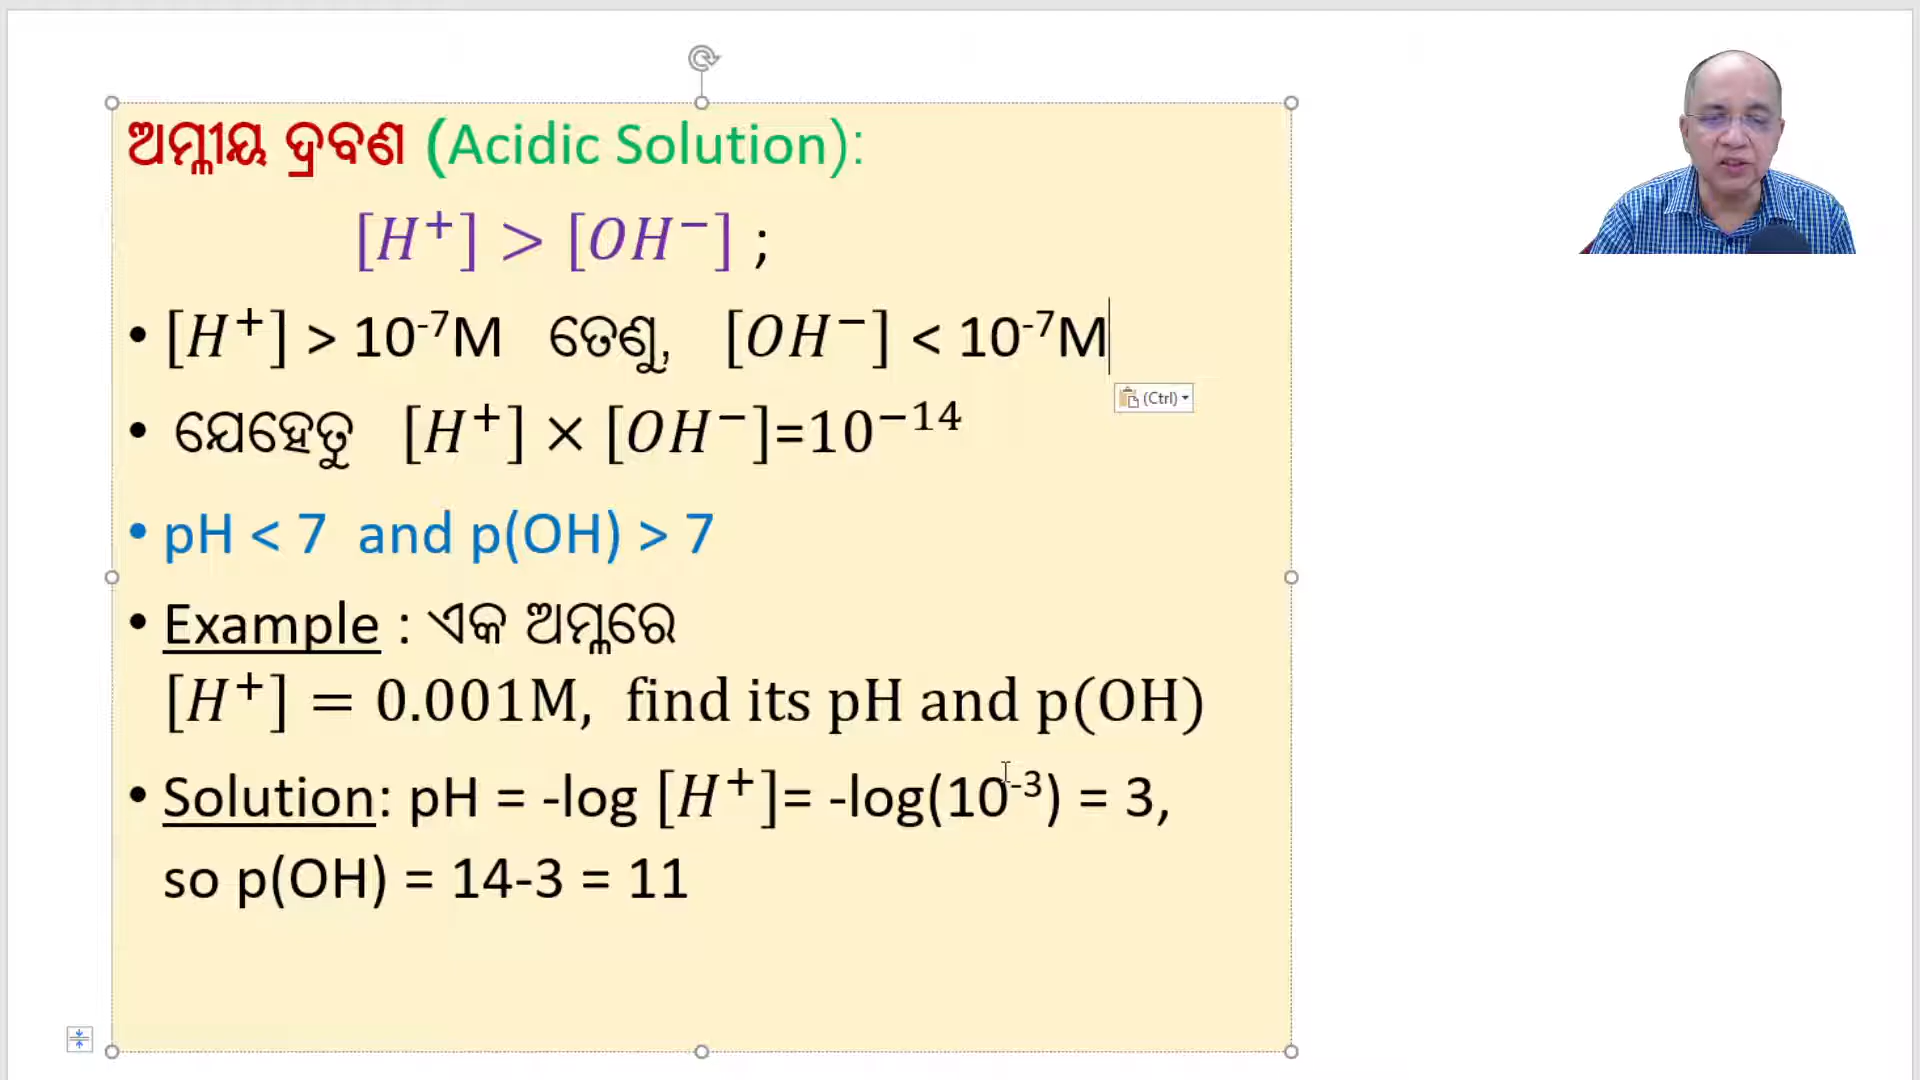 ଅମ୍ଳୀୟ ଦ୍ରବଣ (Acidic Solution):
[H⁺] > [OH⁻] ;
• [H⁺] > 10⁻⁷M ତେଣୁ, [OH⁻] < 10⁻⁷M
(Ctrl)
• ଯେହେତୁ [H⁺] × [OH⁻]=10⁻¹⁴
• pH < 7 and p(OH) > 7
• Example : ଏକ ଅମ୍ଳରେ
[H⁺] = 0.001M, find its pH and p(OH)
• Solution: pH = -log [H⁺]= -log(10⁻³) = 3,
so p(OH) = 14-3 = 11